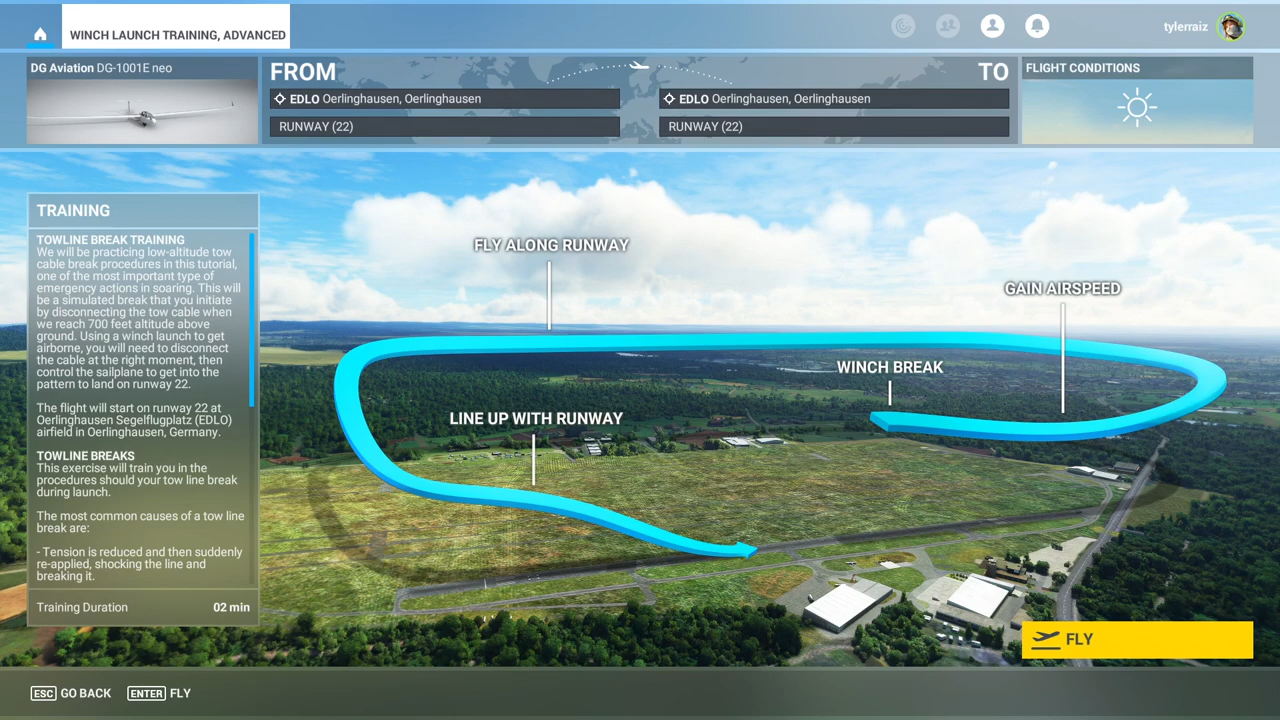 WINCH LAUNCH TRAINING, ADVANCED
tylerraiz
DG Aviation DG-1001E neo
FROM
EDLO Oerlinghausen, Oerlinghausen
RUNWAY (22)
TO
EDLO Oerlinghausen, Oerlinghausen
RUNWAY (22)
FLIGHT CONDITIONS
TRAINING
TOWLINE BREAK TRAINING
We will be practicing low-altitude tow
cable break procedures in this tutorial,
one of the most important type of
emergency actions in soaring. This will
be a simulated break that you initiate
by disconnecting the tow cable when
we reach 700 feet altitude above
ground. Using a winch launch to get
airborne, you will need to disconnect
the cable at the right moment, then
control the sailplane to get into the
pattern to land on runway 22.
The flight will start on runway 22 at
Oerlinghausen Segelflugplatz (EDLO)
airfield in Oerlinghausen, Germany.
TOWLINE BREAKS
This exercise will train you in the
procedures should your tow line break
during launch.
The most common causes of a tow line
break are:
- Tension is reduced and then suddenly
re-applied, shocking the line and
breaking it.
Training Duration 02 min
FLY ALONG RUNWAY
GAIN AIRSPEED
WINCH BREAK
LINE UP WITH RUNWAY
FLY
ESC GO BACK ENTER FLY